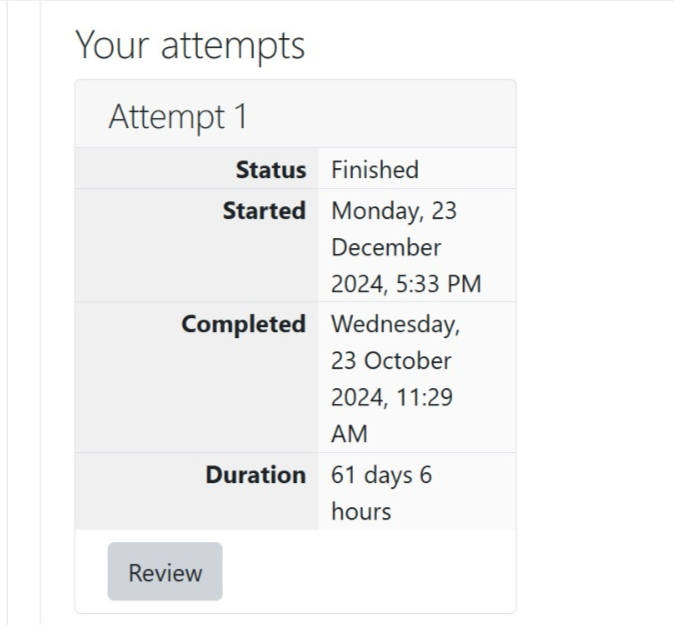 Your attempts
Attempt 1
Status Finished
Started Monday, 23
December
2024, 5:33 PM
Completed Wednesday,
23 October
2024, 11:29
AM
Duration 61 days 6
hours
Review